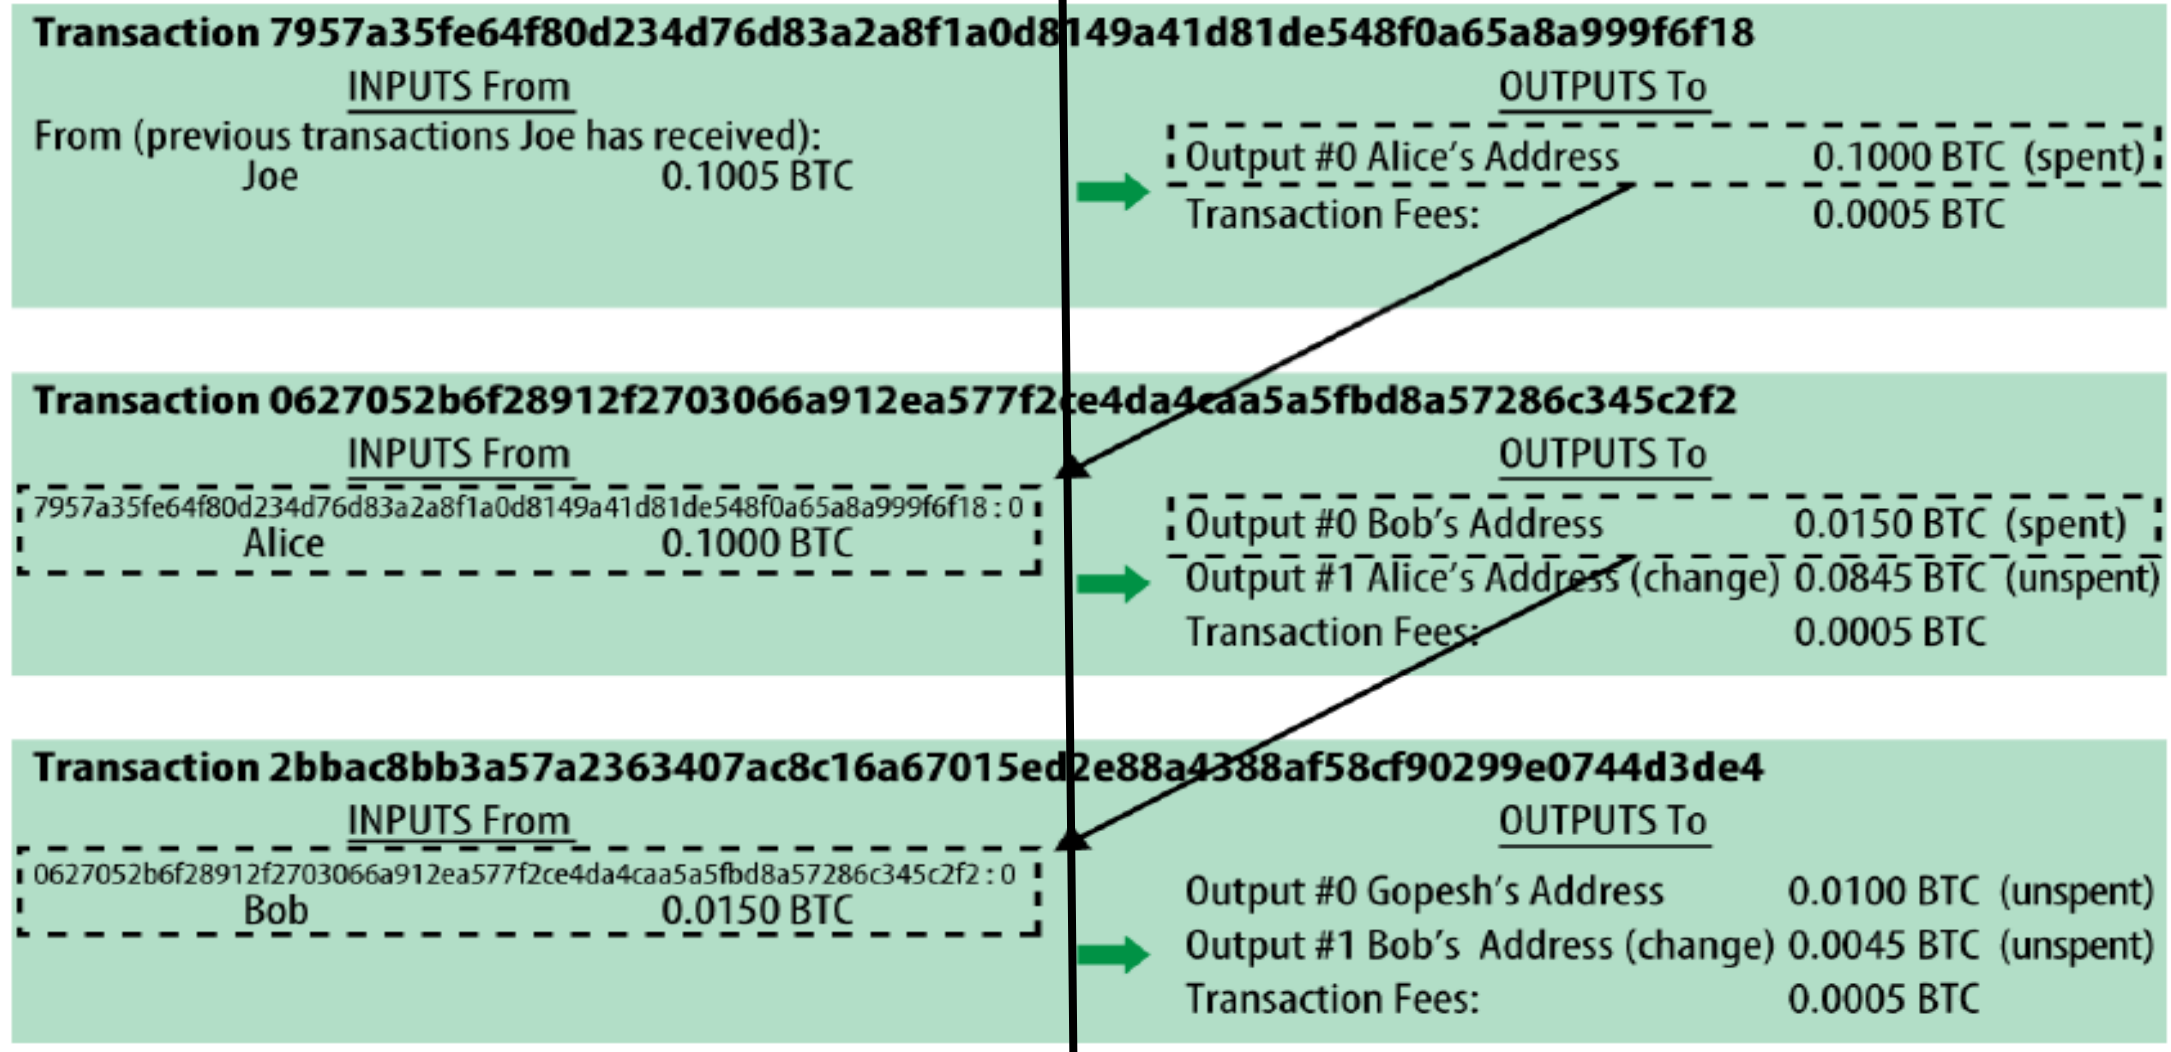 Transaction 7957a35fe64f80d234d76d83a2a8f1a0d8149a41d81de548f0a65a8a999f6f18
INPUTS From
OUTPUTS To
From (previous transactions Joe has received):
Joe 0.1005 BTC
Output #0 Alice's Address 0.1000 BTC (spent)
Transaction Fees: 0.0005 BTC
Transaction 0627052b6f28912f2703066a912ea577f2ce4da4caa5a5fbd8a57286c345c2f2
INPUTS From
OUTPUTS To
7957a35fe64f80d234d76d83a2a8f1a0d8149a41d81de548f0a65a8a999f6f18 : 0
Alice 0.1000 BTC
Output #0 Bob's Address 0.0150 BTC (spent)
Output #1 Alice's Address (change) 0.0845 BTC (unspent)
Transaction Fees: 0.0005 BTC
Transaction 2bbac8bb3a57a2363407ac8c16a67015ed2e88a4388af58cf90299e0744d3de4
INPUTS From
OUTPUTS To
0627052b6f28912f2703066a912ea577f2ce4da4caa5a5fbd8a57286c345c2f2 : 0
Bob 0.0150 BTC
Output #0 Gopesh's Address 0.0100 BTC (unspent)
Output #1 Bob's Address (change) 0.0045 BTC (unspent)
Transaction Fees: 0.0005 BTC